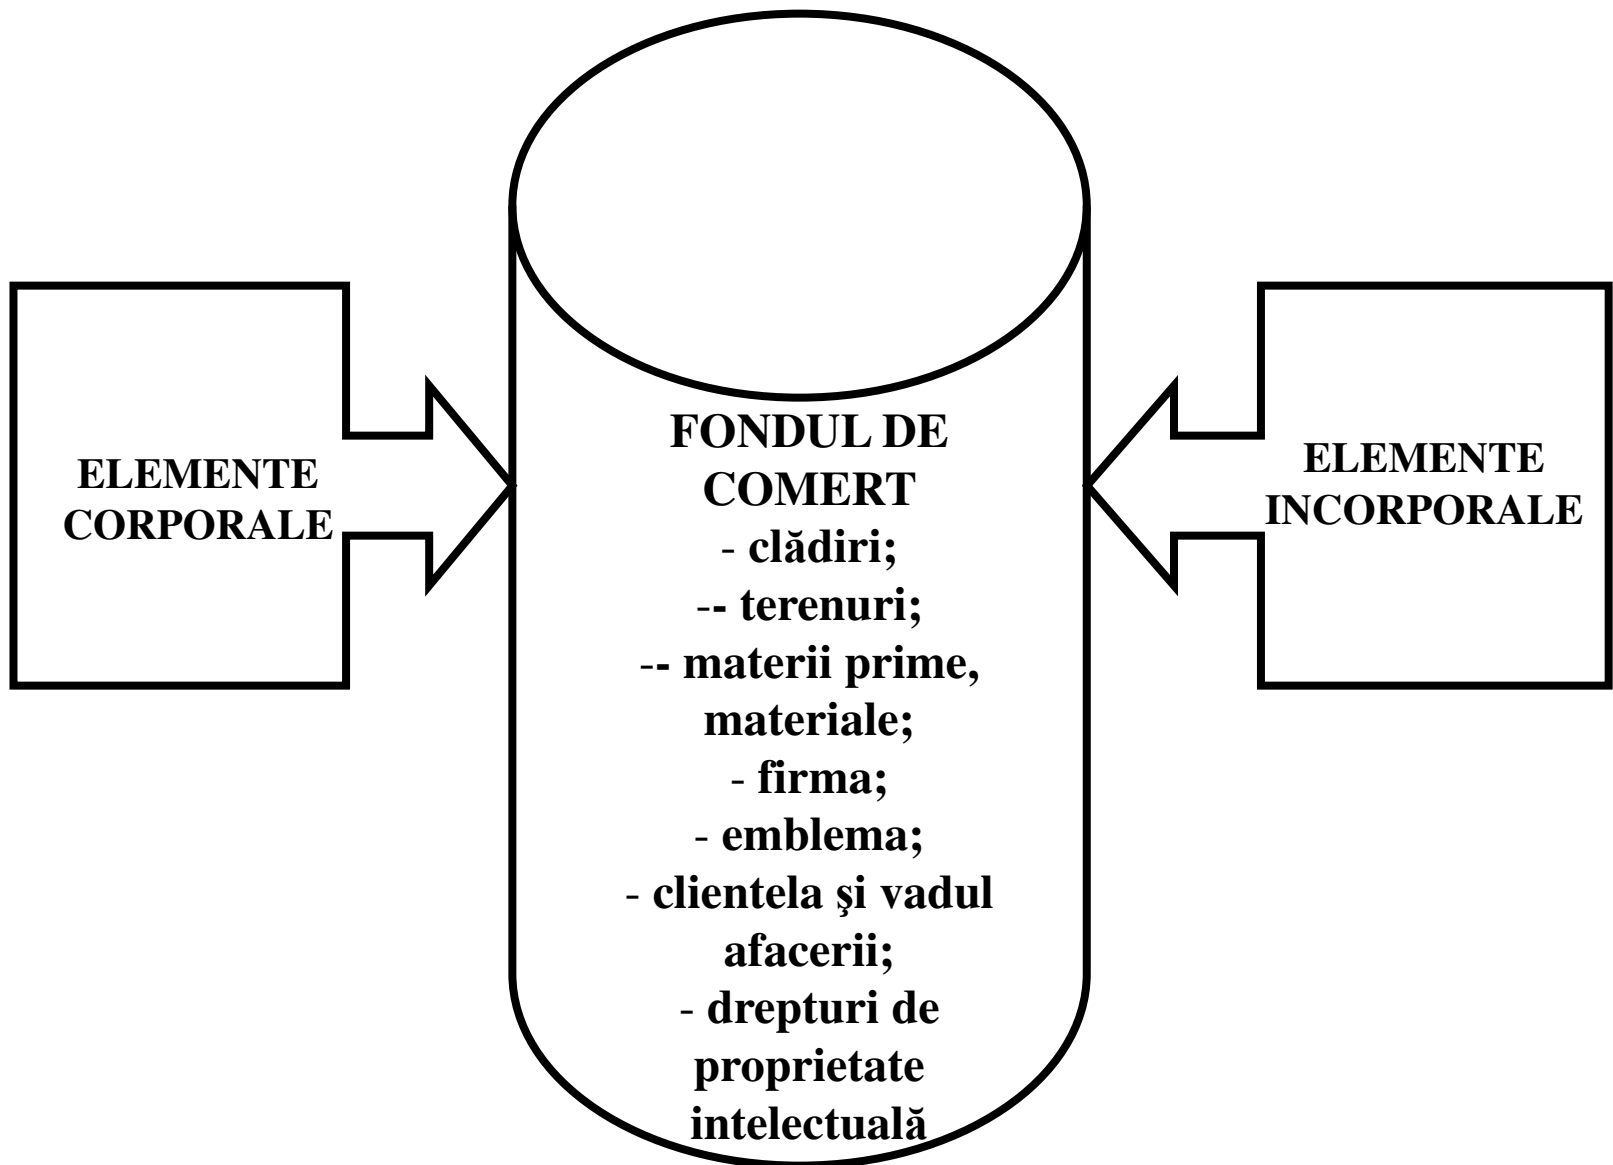 ELEMENTE
CORPORALE
FONDUL DE
COMERT
- clădiri;
-- terenuri;
-- materii prime,
materiale;
- firma;
- emblema;
- clientela şi vadul
afacerii;
- drepturi de
proprietate
intelectuală
ELEMENTE
INCORPORALE